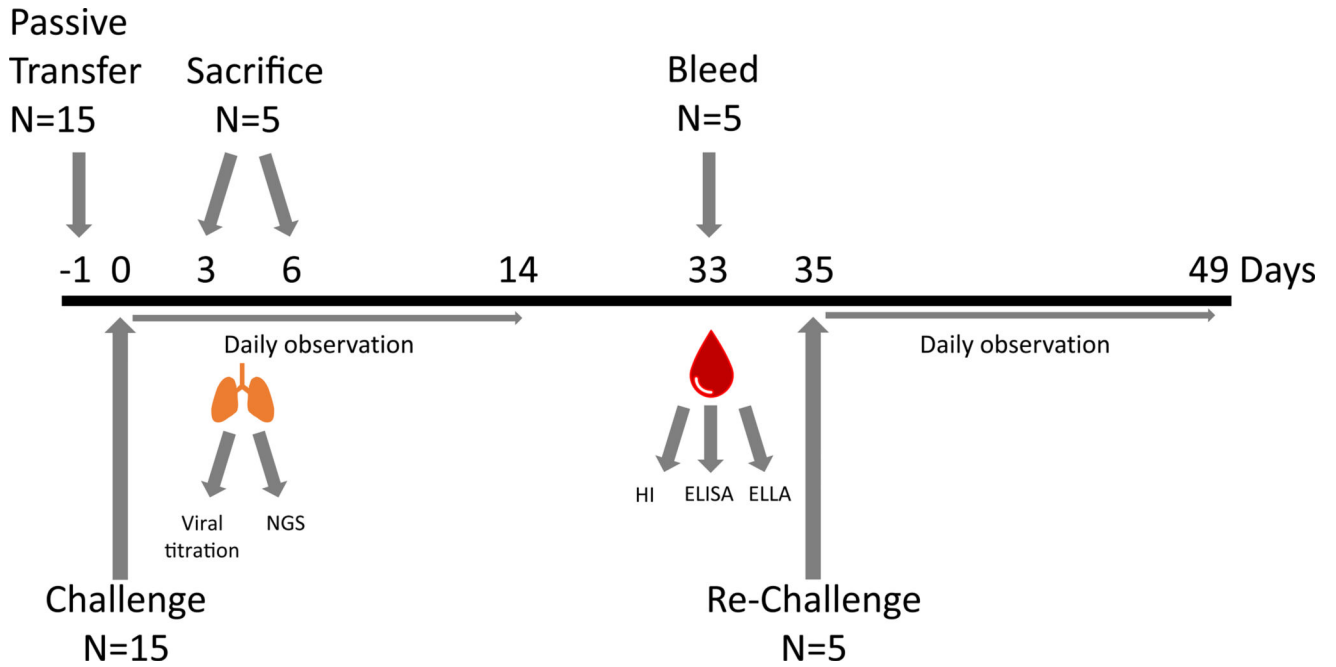 Passive
Transfer
N=15
Sacrifice
N=5
Bleed
N=5
-1 0 3 6 14 33 35 49 Days
Daily observation
Daily observation
Viral
titration
NGS
HI ELISA ELLA
Challenge
N=15
Re-Challenge
N=5